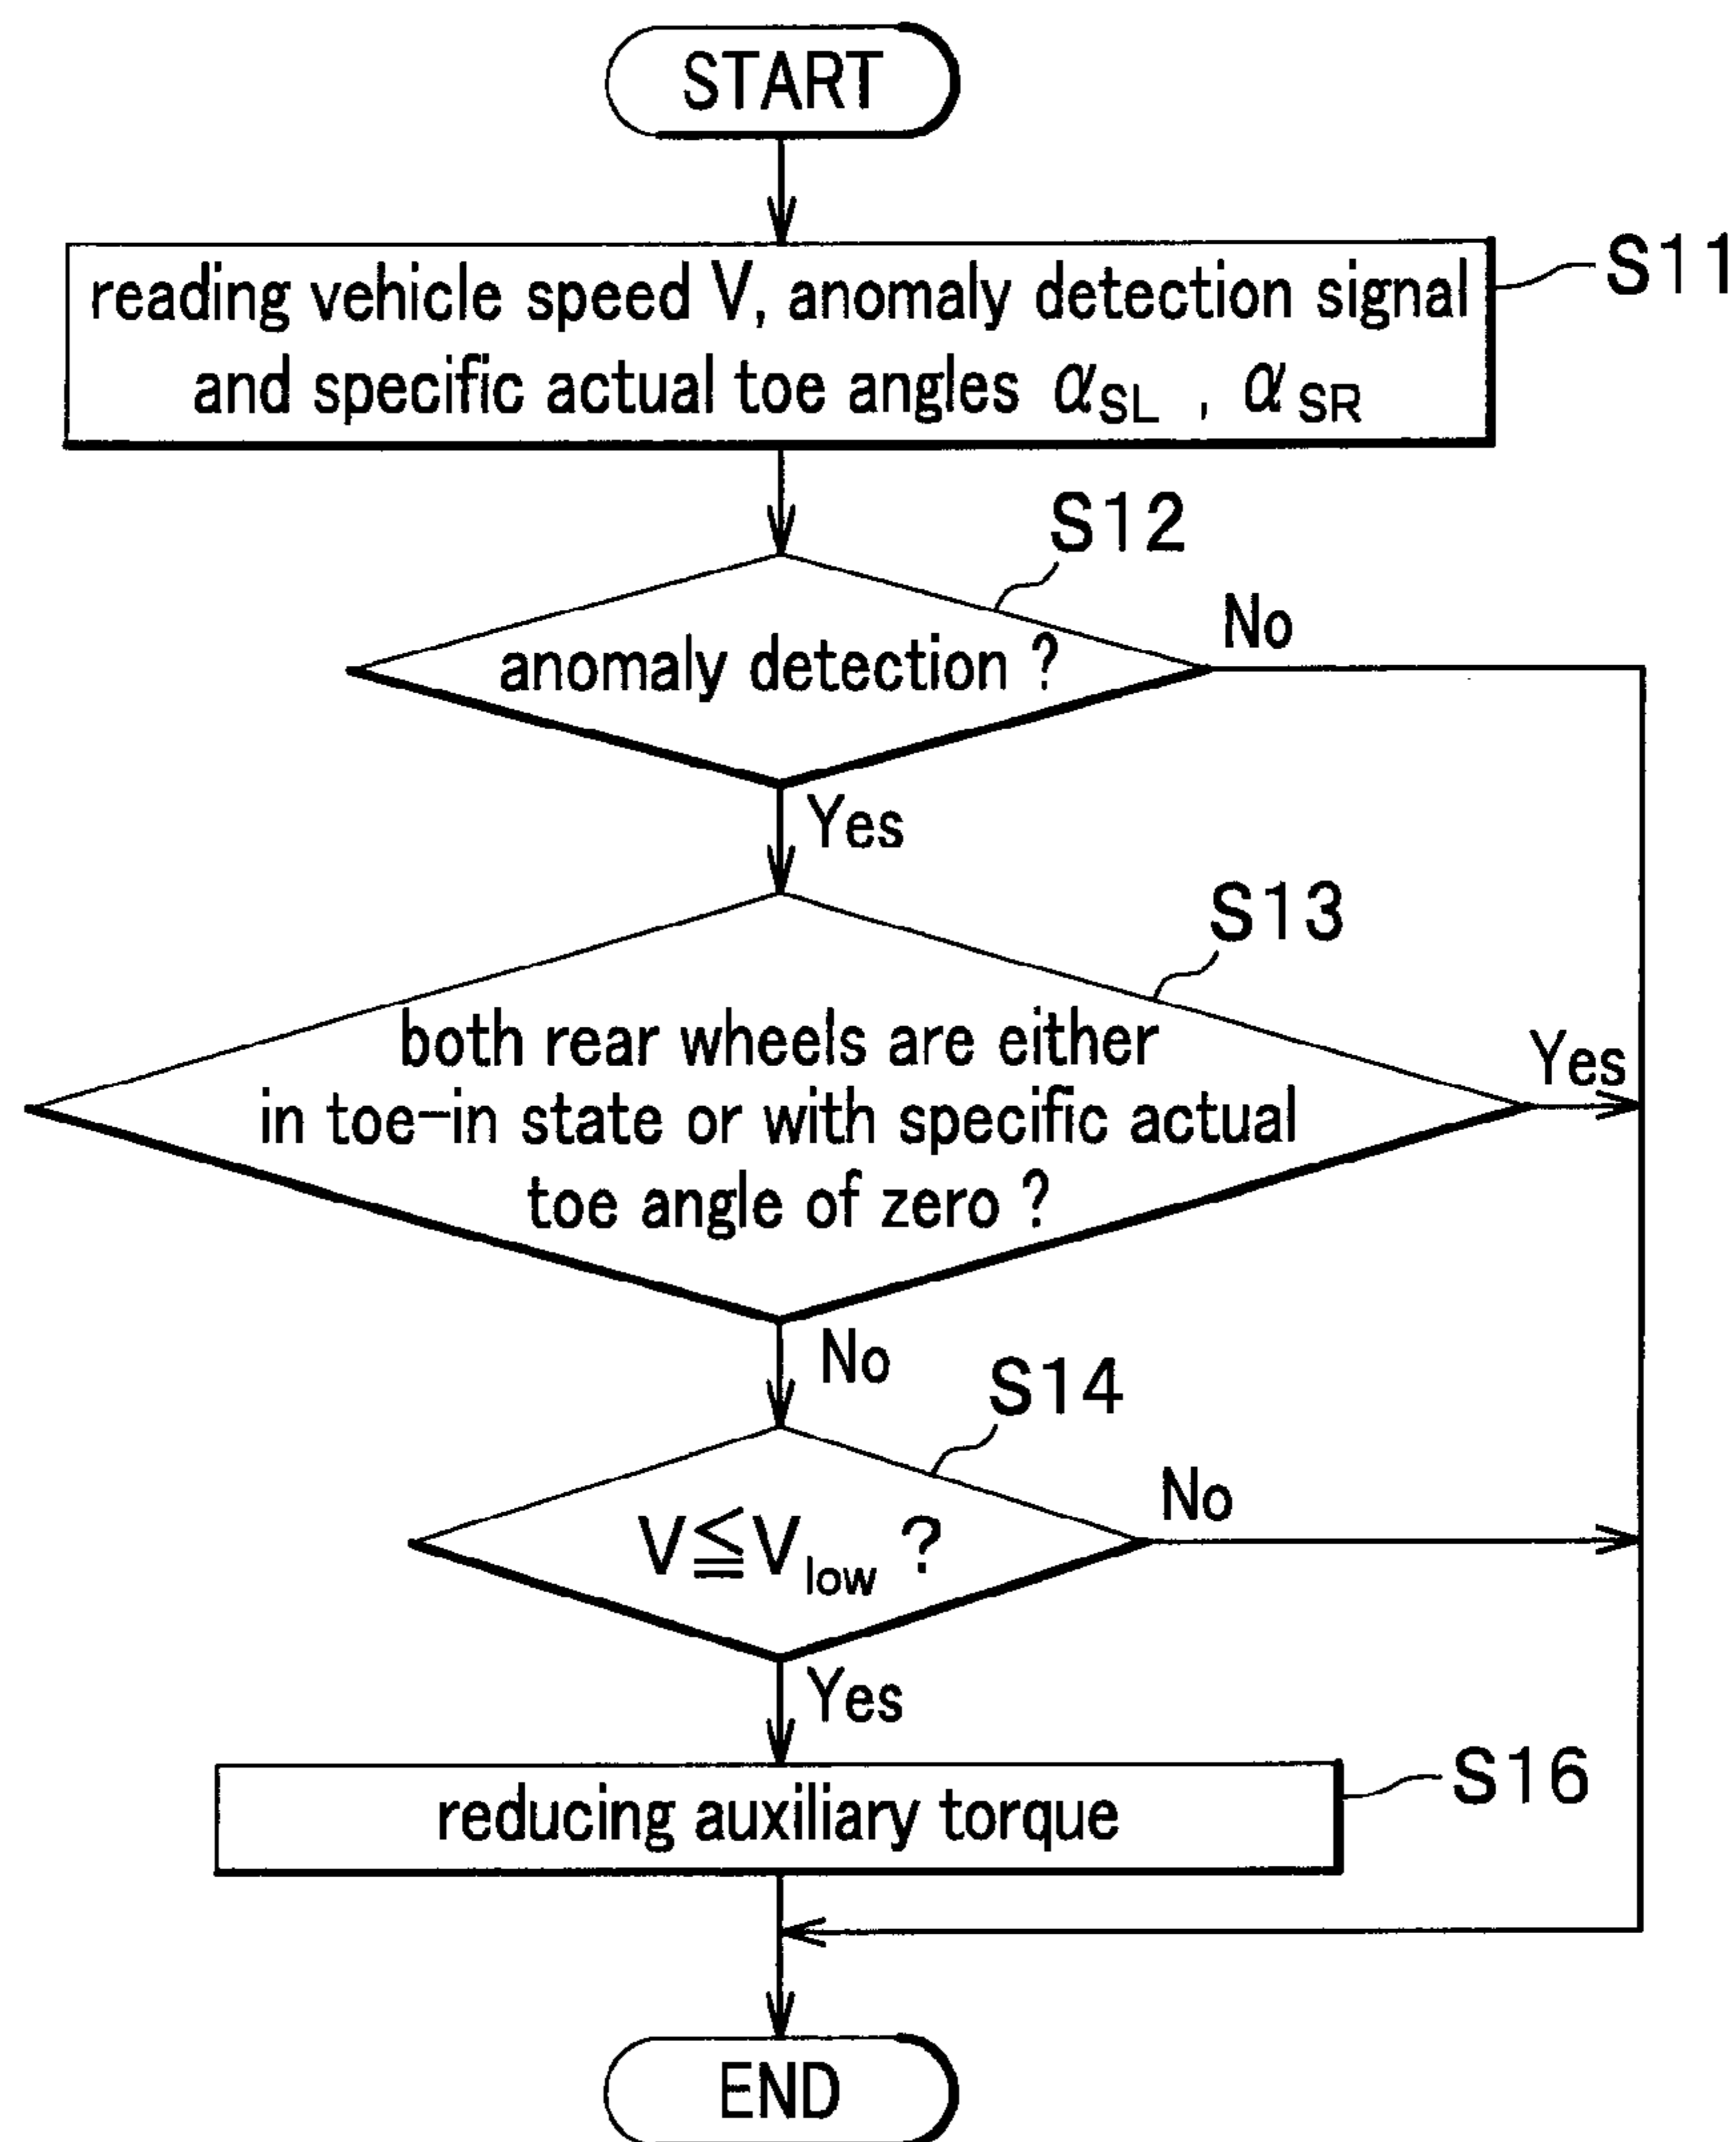 START
reading vehicle speed V, anomaly detection signal
and specific actual toe angles αSL , αSR
S11
S12
anomaly detection ?
No
Yes
S13
both rear wheels are either
in toe-in state or with specific actual
toe angle of zero ?
Yes
No
S14
V≦Vlow ?
No
Yes
reducing auxiliary torque
S16
END